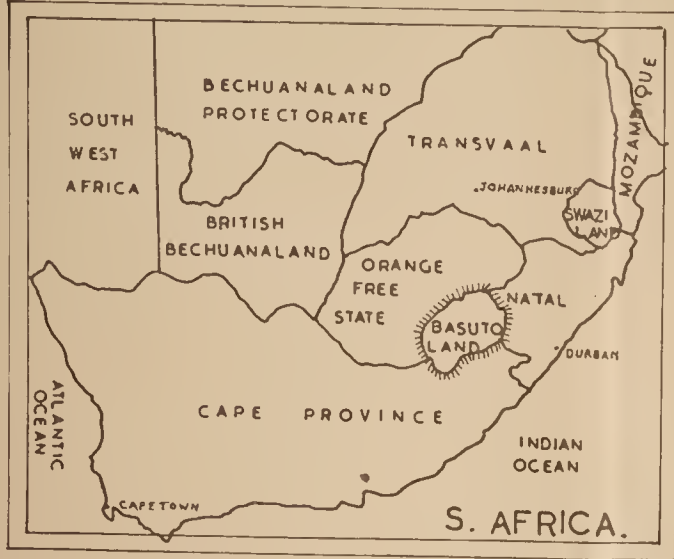 BECHUANALAND
PROTECTORATE
SOUTH
WEST
AFRICA
TRANSVAAL
MOZAMBIQUE
.JOHANNESBURG
SWAZI
LAND
BRITISH
BECHUANALAND
ORANGE
FREE
STATE
NATAL
BASUTO
LAND
DURBAN
ATLANTIC
OCEAN
CAPE PROVINCE
INDIAN
OCEAN
CAPETOWN
S. AFRICA.